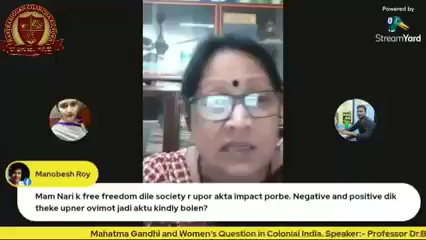 Powered by
StreamYard
Manobesh Roy
Mam Nari k free freedom dile society r upor akta impact porbe. Negative and positive dik
theke upner ovimot jadi aktu kindly bolen?
Mahatma Gandhi and Women's Question in Colonial India. Speaker:- Professor Dr.B